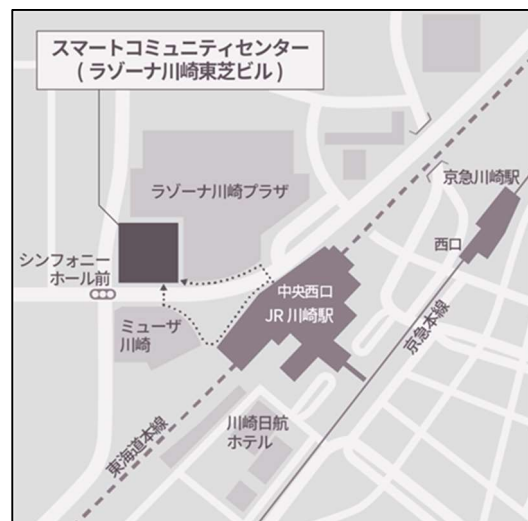 スマートコミュニティセンター
( ラゾーナ川崎東芝ビル )
京急川崎駅
ラゾーナ川崎プラザ
西口
シンフォニー
ホール前
中央西口
JR 川崎駅
ミューザ
川崎
京急本線
川崎日航
ホテル
東海道本線